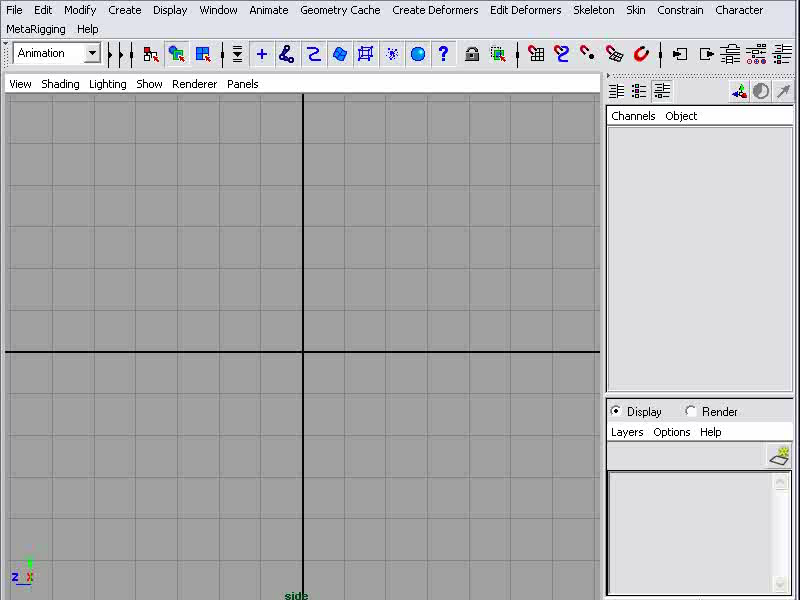 File Edit Modify Create Display Window Animate Geometry Cache Create Deformers Edit Deformers Skeleton Skin Constrain Character
MetaRigging Help
Animation
View Shading Lighting Show Renderer Panels
Channels Object
Display Render
Layers Options Help
Y
Z X
side